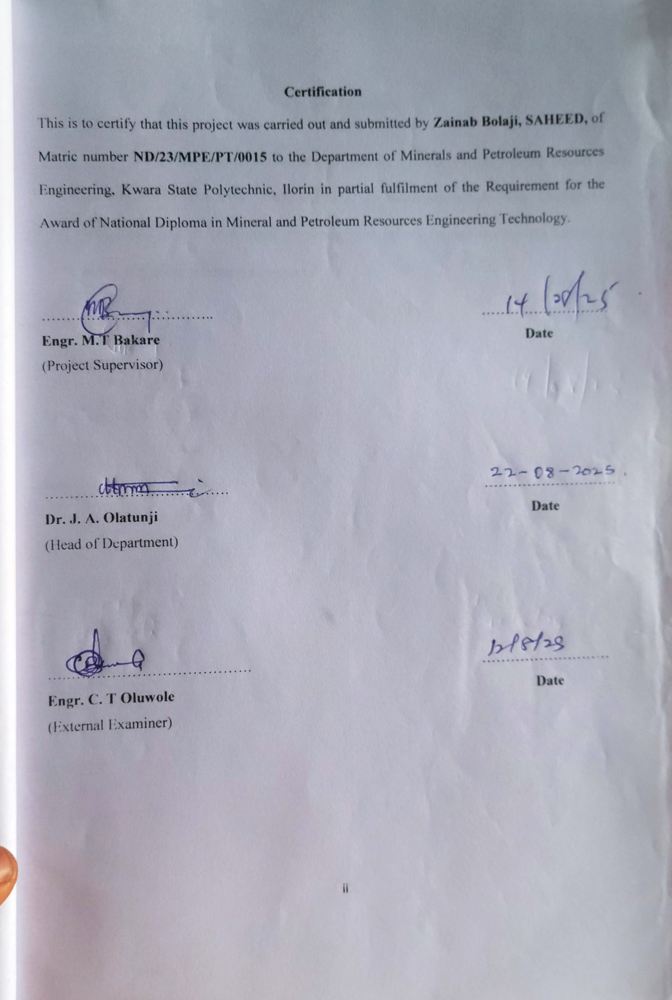 Certification
This is to certify that this project was carried out and submitted by Zainab Bolaji, SAHEED, of
Matric number ND/23/MPE/PT/0015 to the Department of Minerals and Petroleum Resources
Engineering, Kwara State Polytechnic, Ilorin in partial fulfilment of the Requirement for the
Award of National Diploma in Mineral and Petroleum Resources Engineering Technology.
14/08/25
Engr. M.T Bakare
Date
(Project Supervisor)
22-08-2025.
Dr. J. A. Olatunji
Date
(Head of Department)
Engr. C. T Oluwole
Date
(External Examiner)
ii